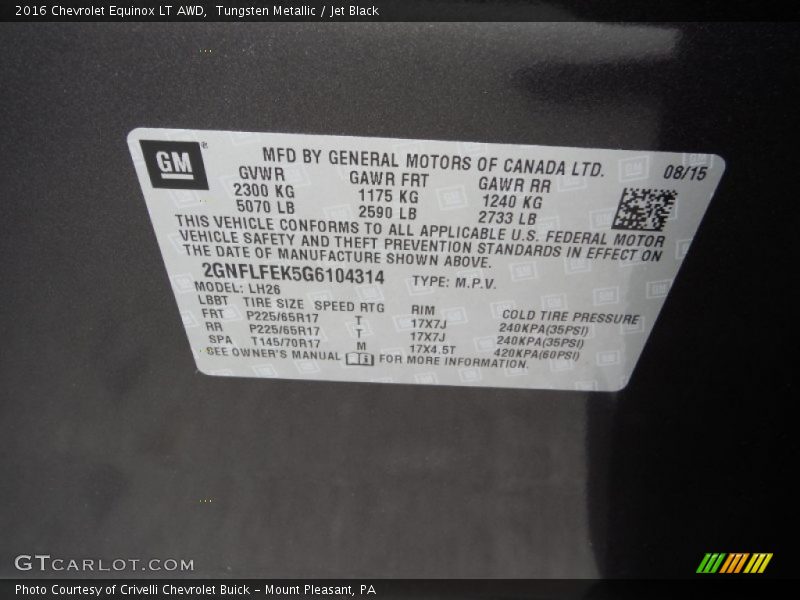 2016 Chevrolet Equinox LT AWD, Tungsten Metallic / Jet Black
GM ®
MFD BY GENERAL MOTORS OF CANADA LTD. 08/15
GVWR GAWR FRT GAWR RR
2300 KG 1175 KG 1240 KG
5070 LB 2590 LB 2733 LB
THIS VEHICLE CONFORMS TO ALL APPLICABLE U.S. FEDERAL MOTOR
VEHICLE SAFETY AND THEFT PREVENTION STANDARDS IN EFFECT ON
THE DATE OF MANUFACTURE SHOWN ABOVE.
2GNFLFEK5G6104314 TYPE: M.P.V.
MODEL: LH26
LBBT TIRE SIZE SPEED RTG RIM COLD TIRE PRESSURE
FRT P225/65R17 T 17X7J 240KPA(35PSI)
RR P225/65R17 T 17X7J 240KPA(35PSI)
SPA T145/70R17 M 17X4.5T 420KPA(60PSI)
SEE OWNER'S MANUAL FOR MORE INFORMATION.
GTCARLOT.COM
Photo Courtesy of Crivelli Chevrolet Buick - Mount Pleasant, PA